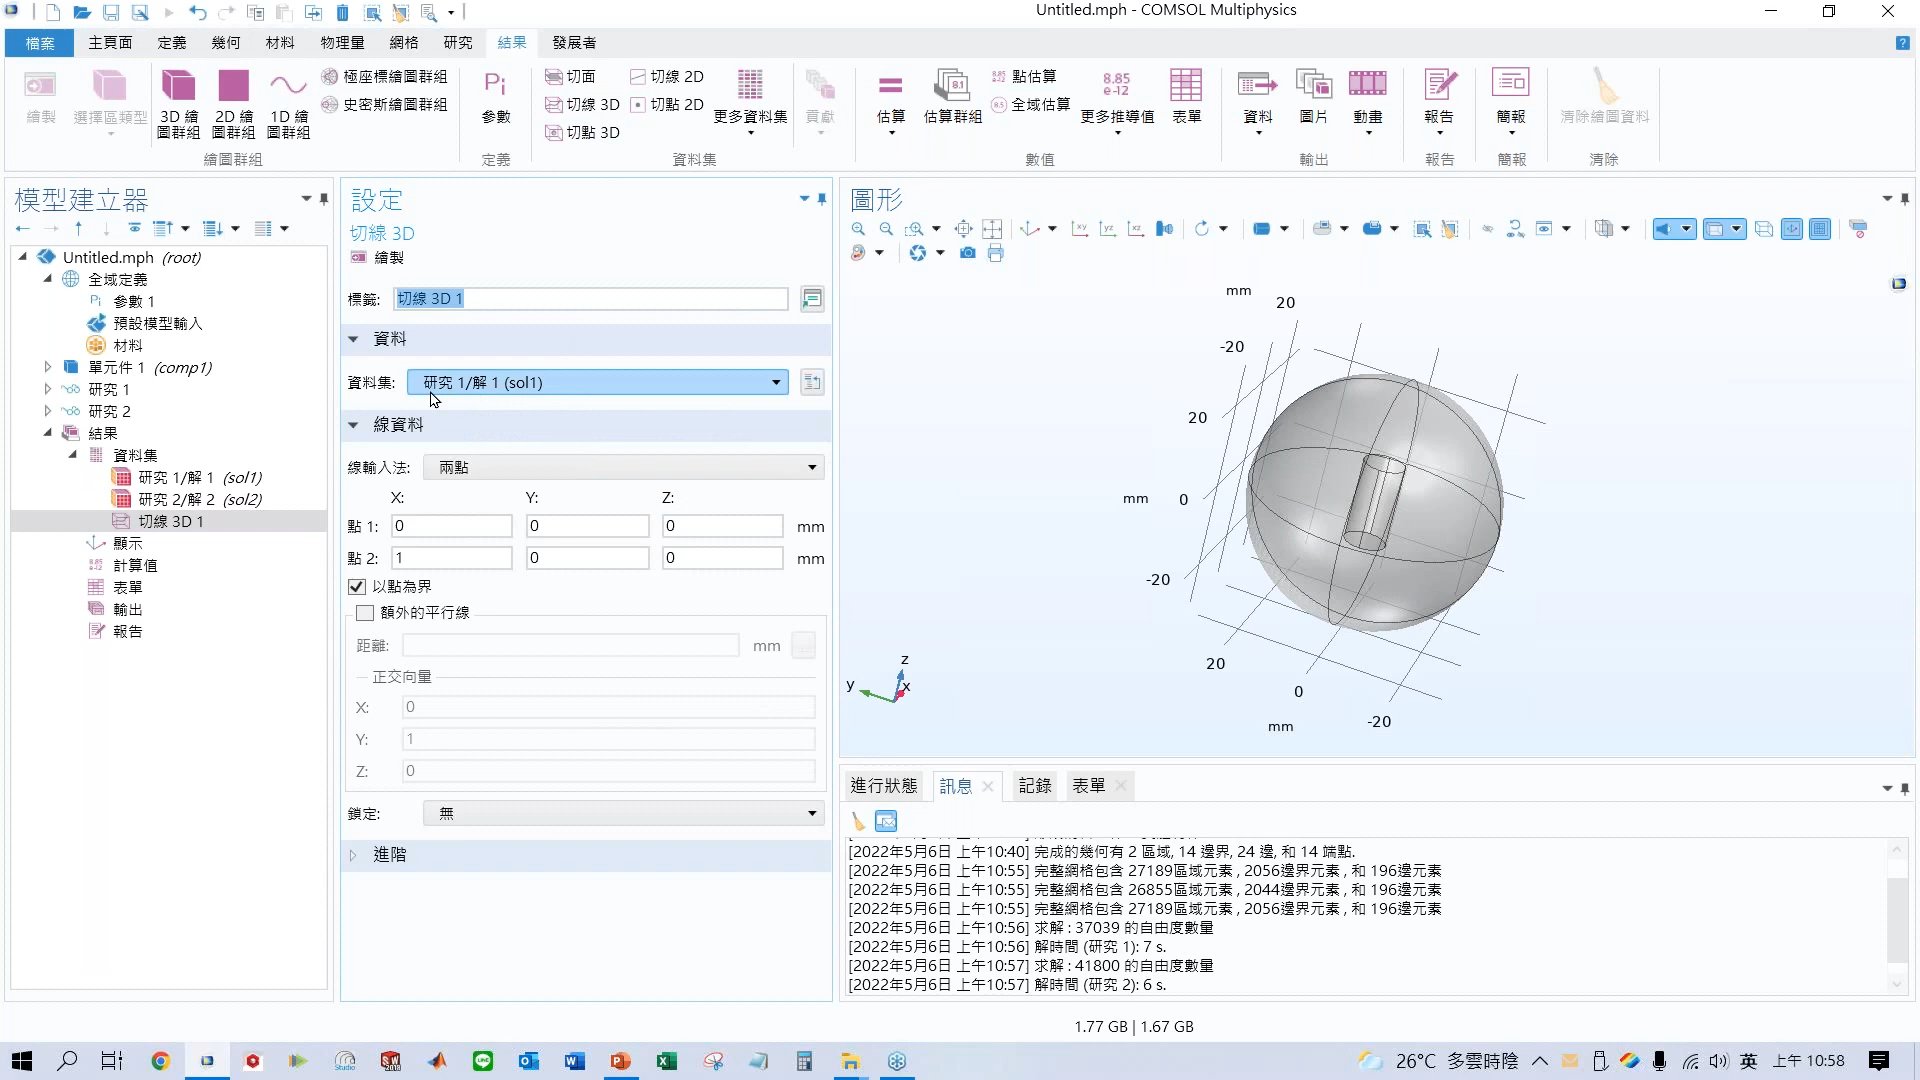 Untitled.mph - COMSOL Multiphysics
檔案 主頁面 定義 幾何 材料 物理量 網格 研究 結果 發展者
繪製
選擇區類型
3D 繪圖群組
2D 繪圖群組
1D 繪圖群組
極座標繪圖群組
史密斯繪圖群組
繪圖群組
Pi
參數
定義
切面
切線 3D
切點 3D
切線 2D
切點 2D
更多資料集
資料集
貢獻
估算
8.1
估算群組
8.85
點估算
全域估算
8.85
e-12
更多推導值
表單
數值
資料
圖片
動畫
輸出
報告
報告
簡報
簡報
清除繪圖資料
清除
模型建立器
Untitled.mph (root)
全域定義
Pi 參數 1
預設模型輸入
材料
單元件 1 (comp1)
研究 1
研究 2
結果
資料集
研究 1/解 1 (sol1)
研究 2/解 2 (sol2)
切線 3D 1
顯示
計算值
表單
輸出
報告
設定
切線 3D
繪製
標籤: 切線 3D 1
資料
資料集: 研究 1/解 1 (sol1)
線資料
線輸入法: 兩點
X: Y: Z:
點 1: 0 0 0 mm
點 2: 1 0 0 mm
以點為界
額外的平行線
距離: mm
正交向量
X: 0
Y: 1
Z: 0
鎖定: 無
進階
圖形
mm
20
-20
20
mm 0
-20
20
0
mm
-20
z
y
x
進行狀態 訊息 記錄 表單
[2022年5月6日 上午10:40] 完成的幾何有 2 區域, 14 邊界, 24 邊, 和 14 端點.
[2022年5月6日 上午10:55] 完整網格包含 27189區域元素 , 2056邊界元素 , 和 196邊元素
[2022年5月6日 上午10:55] 完整網格包含 26855區域元素 , 2044邊界元素 , 和 196邊元素
[2022年5月6日 上午10:55] 完整網格包含 27189區域元素 , 2056邊界元素 , 和 196邊元素
[2022年5月6日 上午10:56] 求解 : 37039 的自由度數量
[2022年5月6日 上午10:56] 解時間 (研究 1): 7 s.
[2022年5月6日 上午10:57] 求解 : 41800 的自由度數量
[2022年5月6日 上午10:57] 解時間 (研究 2): 6 s.
1.77 GB | 1.67 GB
26°C 多雲時陰 英 上午 10:58